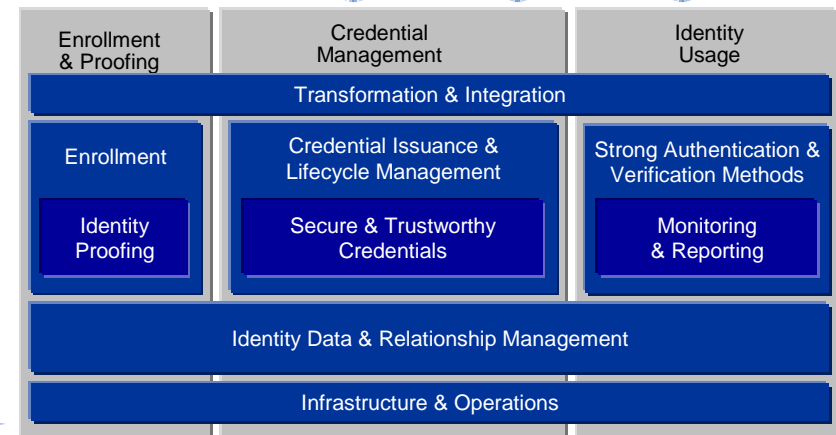 Enrollment
& Proofing
Credential
Management
Identity
Usage
Transformation & Integration
Enrollment
Identity
Proofing
Credential Issuance &
Lifecycle Management
Secure & Trustworthy
Credentials
Strong Authentication &
Verification Methods
Monitoring
& Reporting
Identity Data & Relationship Management
Infrastructure & Operations